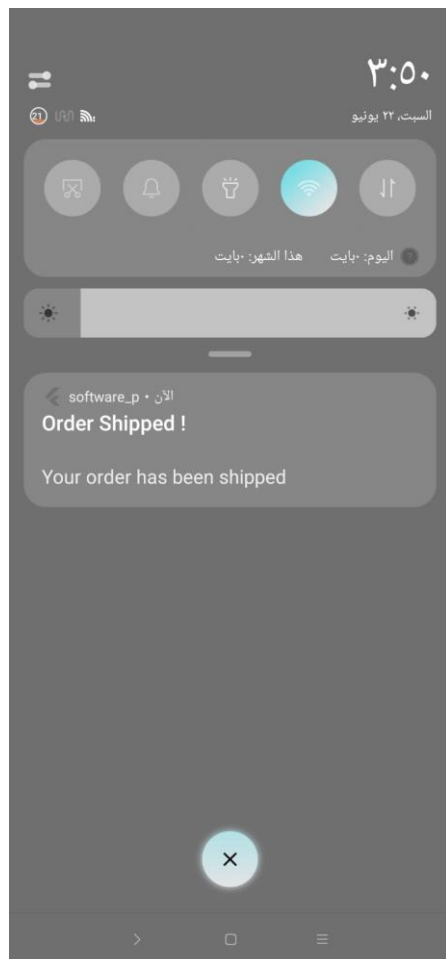 ٣:٥٠
السبت، ٢٢ يونيو
21
اليوم: ٠بايت هذا الشهر: ٠بايت
software_p • الآن
Order Shipped !
Your order has been shipped